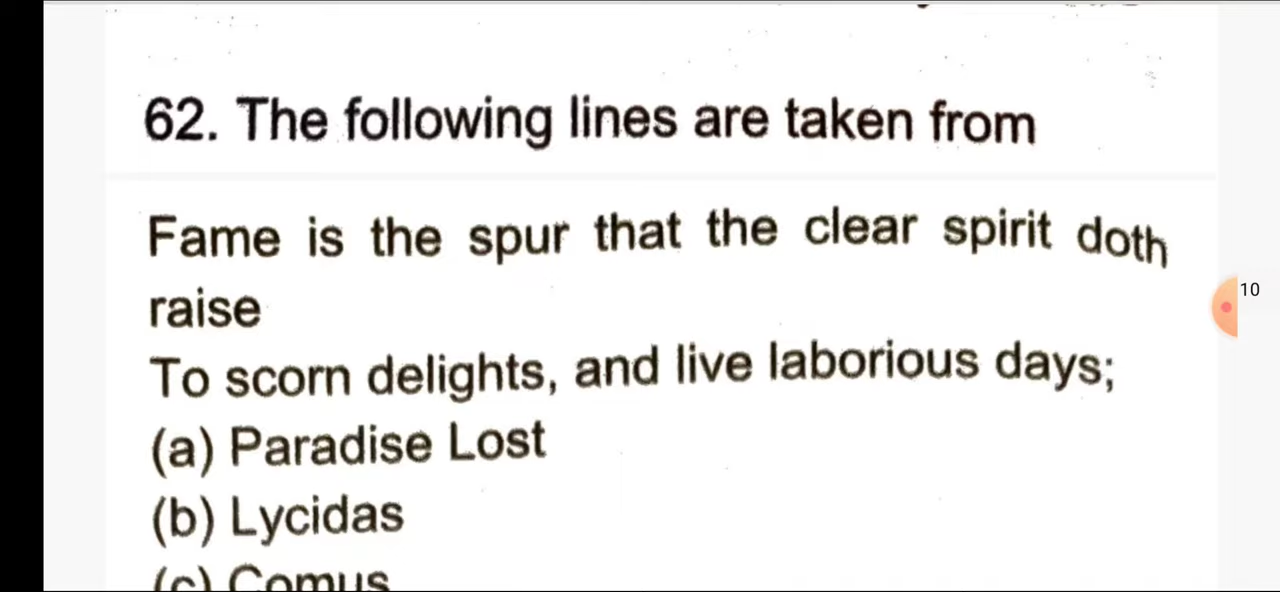 62. The following lines are taken from
Fame is the spur that the clear spirit doth
raise
To scorn delights, and live laborious days;
(a) Paradise Lost
(b) Lycidas
(c) Comus
10